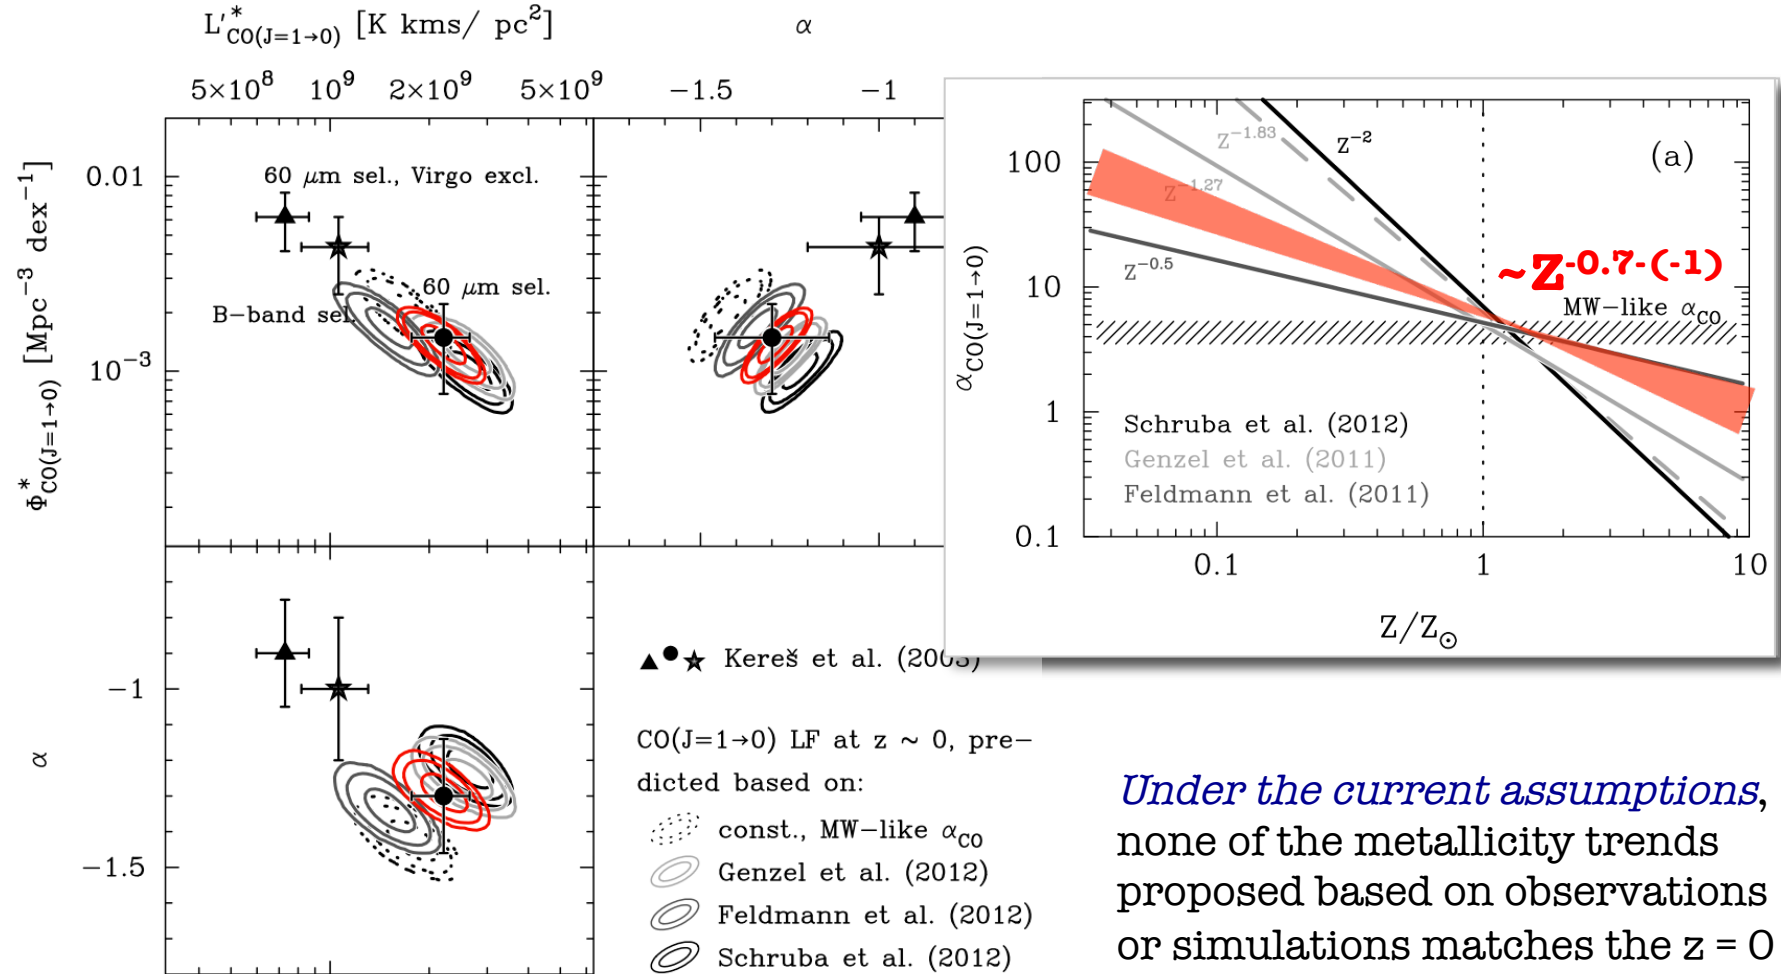 L′*CO(J=1→0) [K kms/ pc²]
α
5×10⁸ 10⁹ 2×10⁹ 5×10⁹
−1.5 −1
Φ*CO(J=1→0) [Mpc⁻³ dex⁻¹]
0.01
10⁻³
60 μm sel., Virgo excl.
60 μm sel.
B−band sel.
α
−1
−1.5
▲ ● ★ Kereš et al. (2003)
CO(J=1→0) LF at z ~ 0, pre−
dicted based on:
const., MW−like αCO
Genzel et al. (2012)
Feldmann et al. (2012)
Schruba et al. (2012)
αCO(J=1→0)
100
10
1
0.1
Z⁻¹·⁸³
Z⁻²
(a)
Z⁻¹·²⁷
Z⁻⁰·⁵
~Z-0.7-(-1)
MW−like αCO
Schruba et al. (2012)
Genzel et al. (2011)
Feldmann et al. (2011)
0.1 1 10
Z/Z⊙
Under the current assumptions,
none of the metallicity trends
proposed based on observations
or simulations matches the z = 0